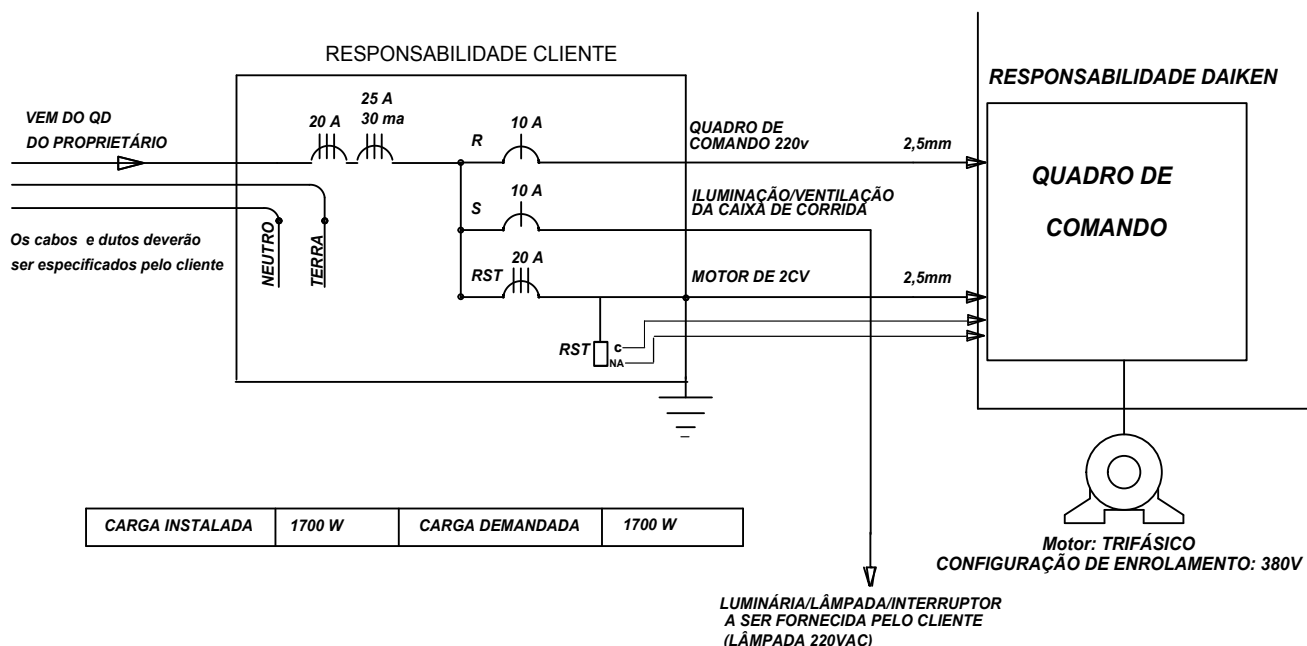 RESPONSABILIDADE CLIENTE
RESPONSABILIDADE DAIKEN
VEM DO QD
DO PROPRIETÁRIO
20 A
25 A
30 ma
R
10 A
QUADRO DE
COMANDO 220v
2,5mm
QUADRO DE
COMANDO
S
10 A
ILUMINAÇÃO/VENTILAÇÃO
DA CAIXA DE CORRIDA
Os cabos e dutos deverão
ser especificados pelo cliente
NEUTRO
TERRA
RST
20 A
MOTOR DE 2CV
2,5mm
RST
C
NA
CARGA INSTALADA 1700 W CARGA DEMANDADA 1700 W
Motor: TRIFÁSICO
CONFIGURAÇÃO DE ENROLAMENTO: 380V
LUMINÁRIA/LÂMPADA/INTERRUPTOR
A SER FORNECIDA PELO CLIENTE
(LÂMPADA 220VAC)